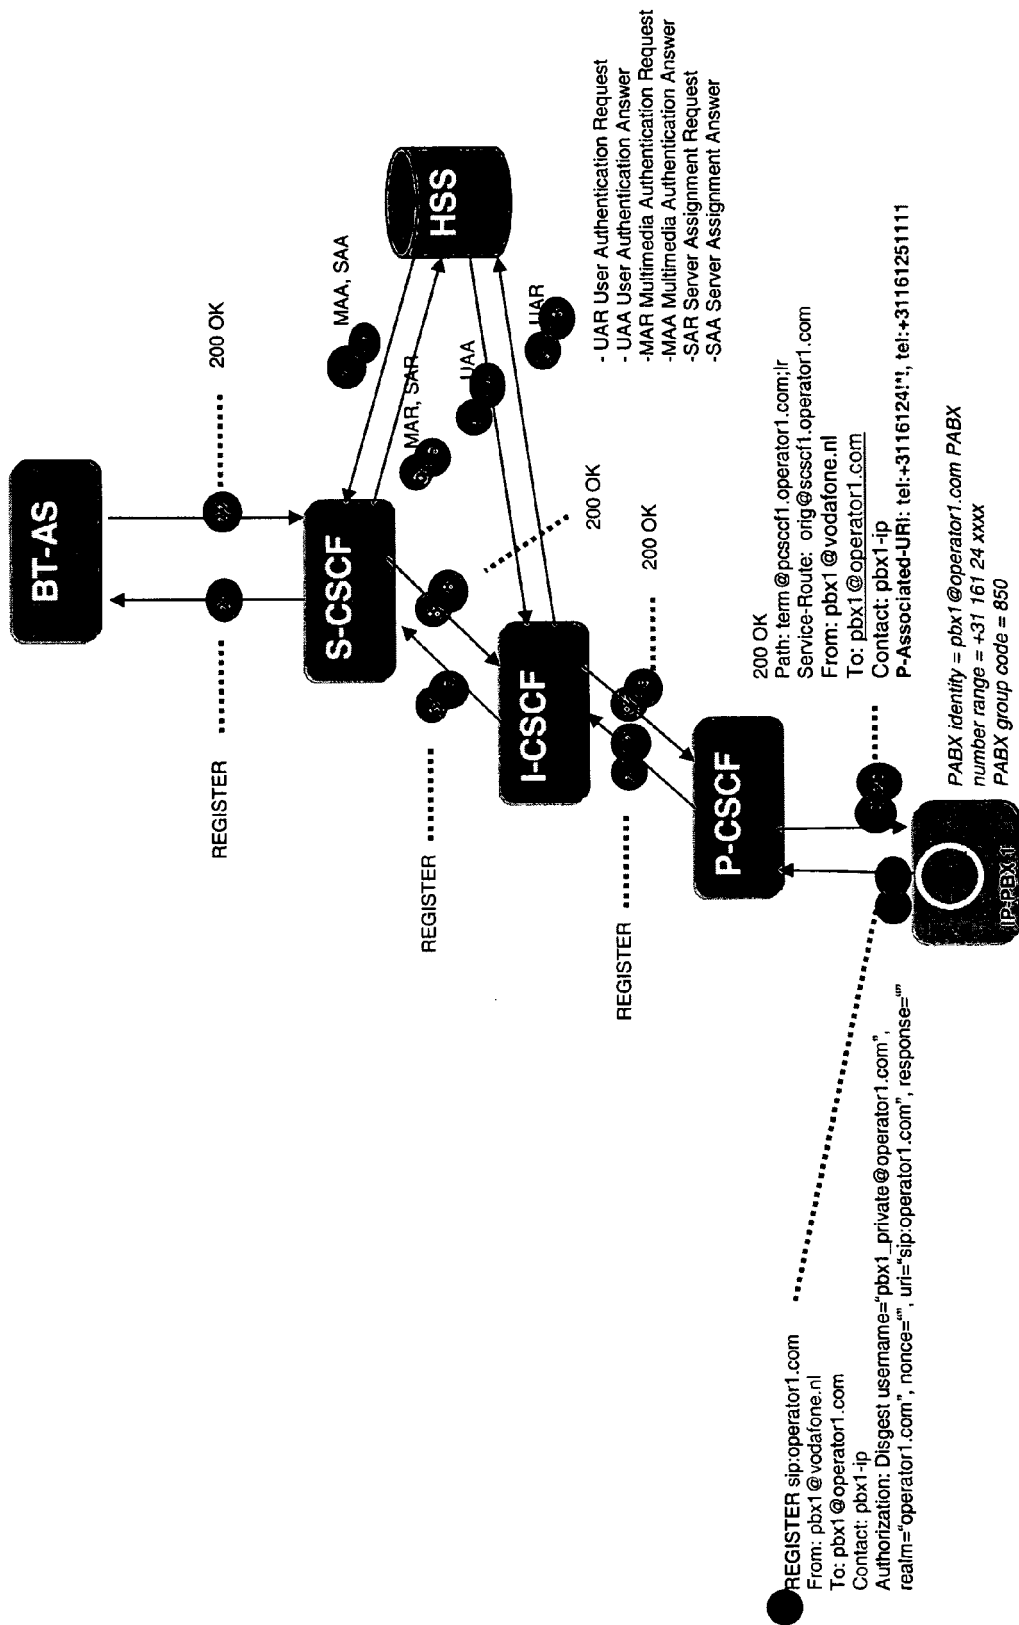 BT-AS
REGISTER
200 OK
S-CSCF
MAA, SAA
HSS
MAR, SAR
UAA
UAR
REGISTER
200 OK
I-CSCF
- UAR User Authentication Request
- UAA User Authentication Answer
-MAR Multimedia Authentication Request
-MAA Multimedia Authentication Answer
-SAR Server Assignment Request
-SAA Server Assignment Answer
REGISTER
200 OK
P-CSCF
200 OK
Path: term@pcsccf1.operator1.com;lr
Service-Route: orig@scscf1.operator1.com
From: pbx1@vodafone.nl
To: pbx1@operator1.com
Contact: pbx1-ip
P-Associated-URI: tel:+3116124!*!, tel:+31161251111
REGISTER sip:operator1.com
From: pbx1@vodafone.nl
To: pbx1@operator1.com
Contact: pbx1-ip
Authorization: Disgest username="pbx1_private@operator1.com",
realm="operator1.com", nonce="", uri="sip:operator1.com", response=""
IP-PBX 1
PABX identity = pbx1@operator1.com PABX
number range = +31 161 24 xxxx
PABX group code = 850